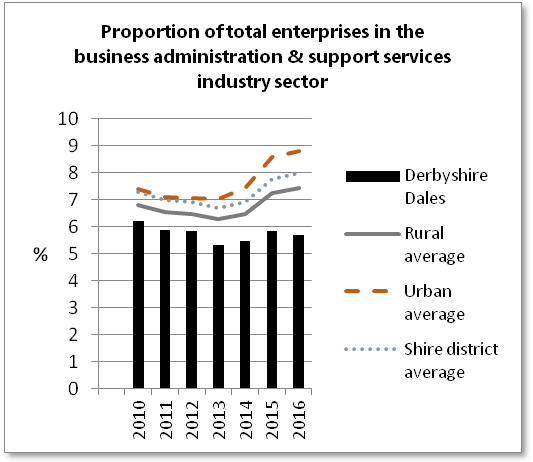 Proportion of total enterprises in the
business administration & support services
industry sector
10
9
8
7
6
5
4
3
2
1
0
%
2010
2011
2012
2013
2014
2015
2016
Derbyshire
Dales
Rural
average
Urban
average
Shire district
average